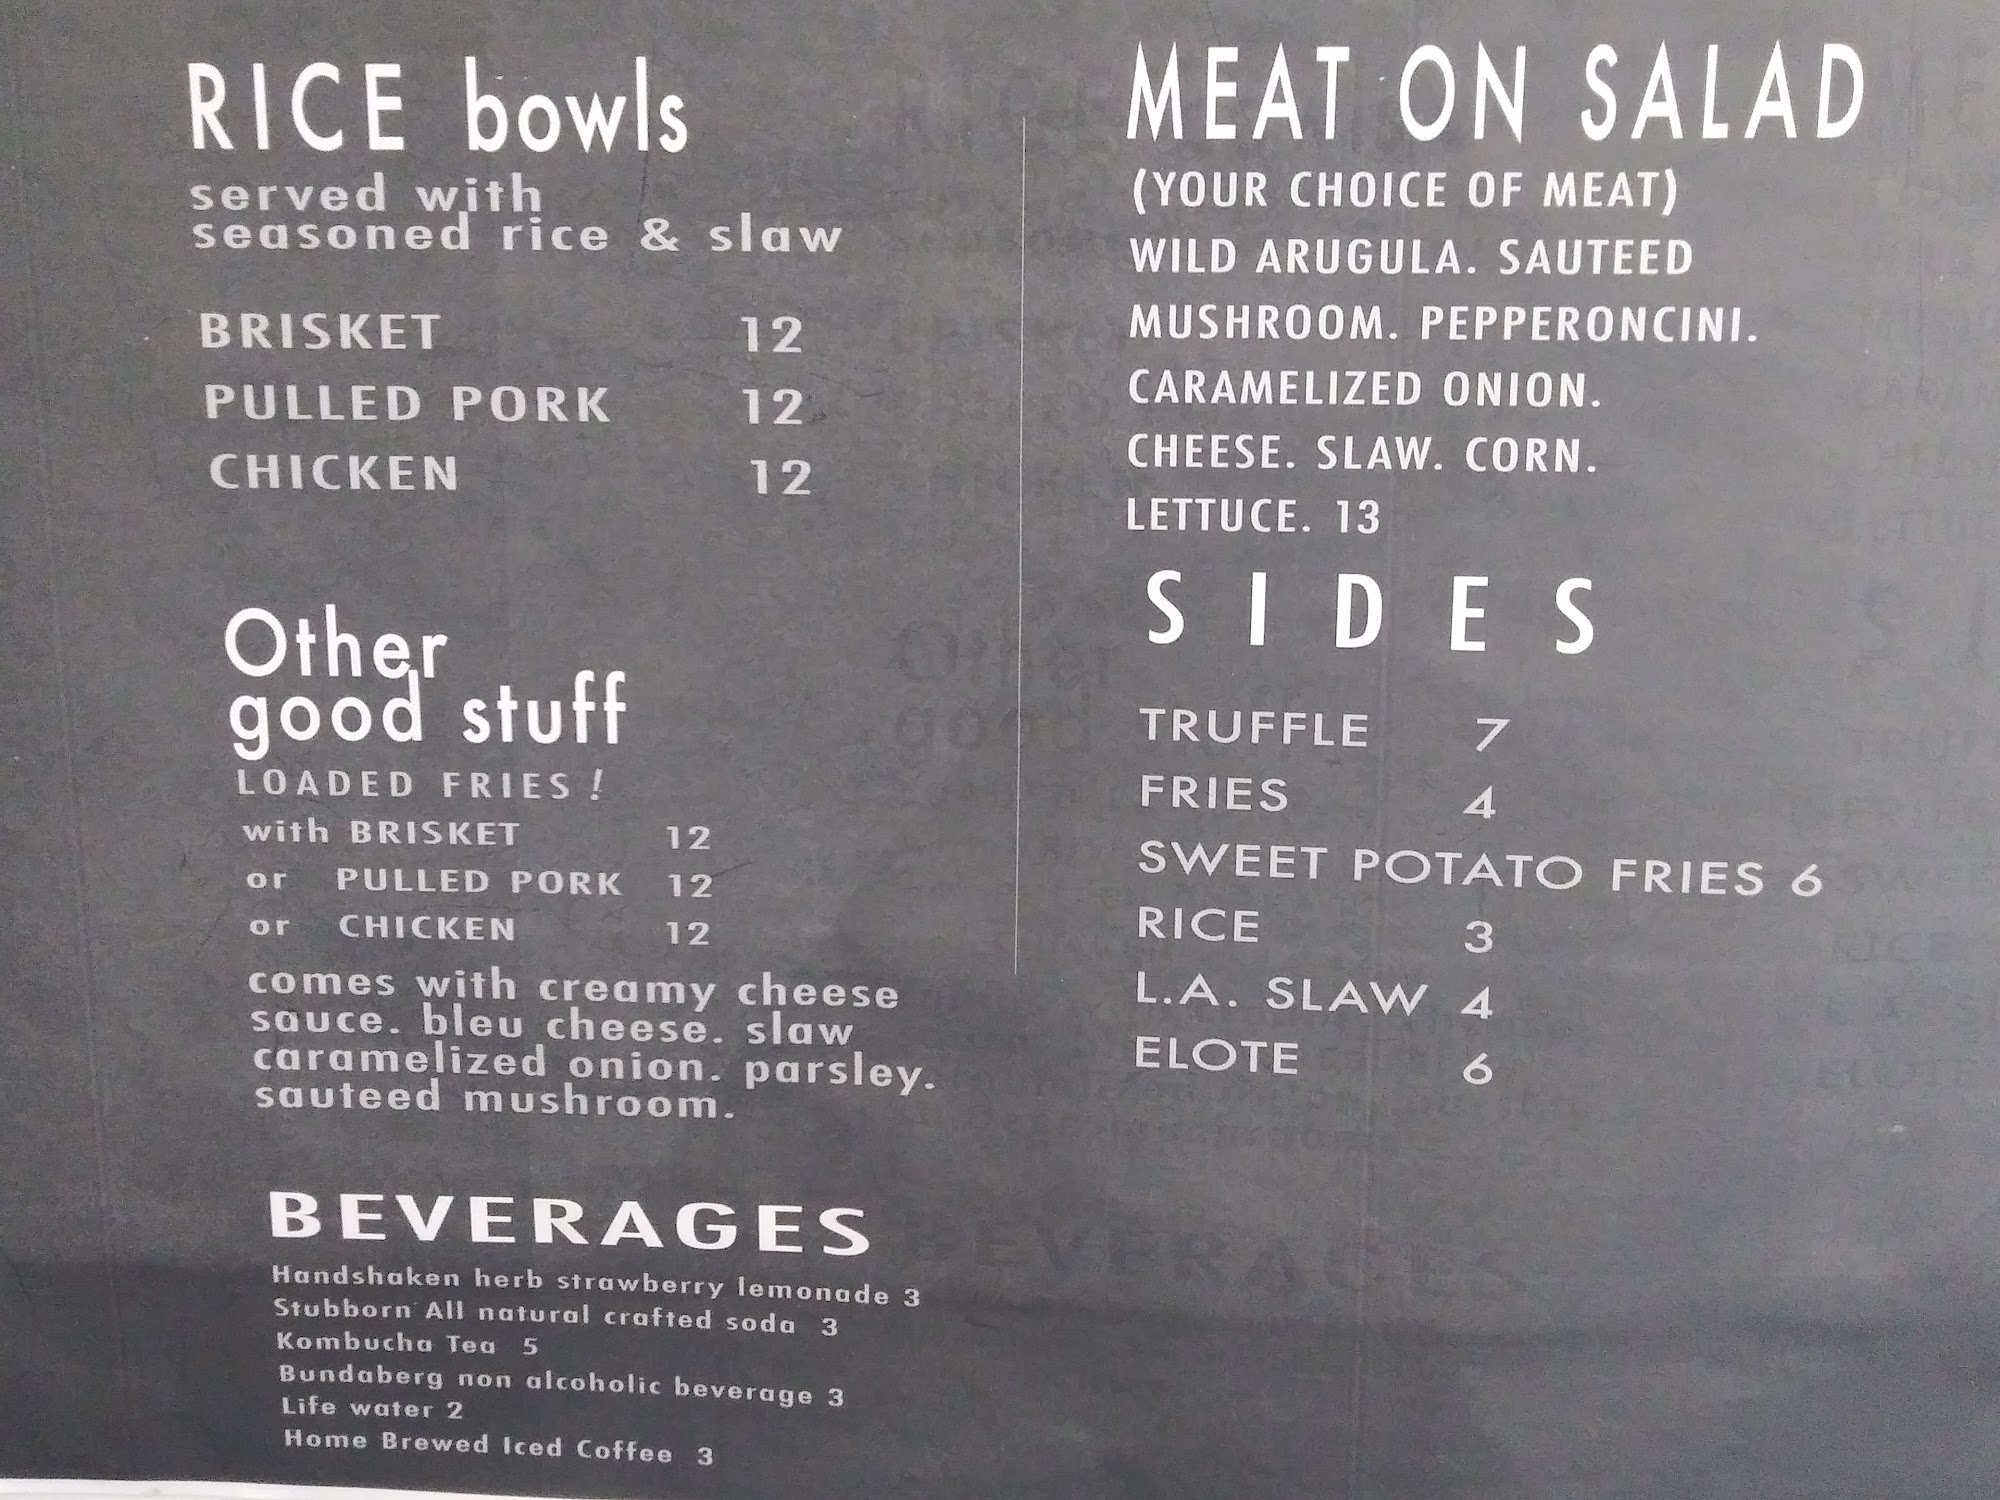 RICE bowls
served with
seasoned rice & slaw
BRISKET 12
PULLED PORK 12
CHICKEN 12
Other
good stuff
LOADED FRIES!
with BRISKET 12
or PULLED PORK 12
or CHICKEN 12
comes with creamy cheese
sauce. bleu cheese. slaw
caramelized onion. parsley.
sauteed mushroom.
BEVERAGES
Handshaken herb strawberry lemonade 3
Stubborn All natural crafted soda 3
Kombucha Tea 5
Bundaberg non alcoholic beverage 3
Life water 2
Home Brewed Iced Coffee 3
MEAT ON SALAD
(YOUR CHOICE OF MEAT)
WILD ARUGULA. SAUTEED
MUSHROOM. PEPPERONCINI.
CARAMELIZED ONION.
CHEESE. SLAW. CORN.
LETTUCE. 13
SIDES
TRUFFLE 7
FRIES 4
SWEET POTATO FRIES 6
RICE 3
L.A. SLAW 4
ELOTE 6